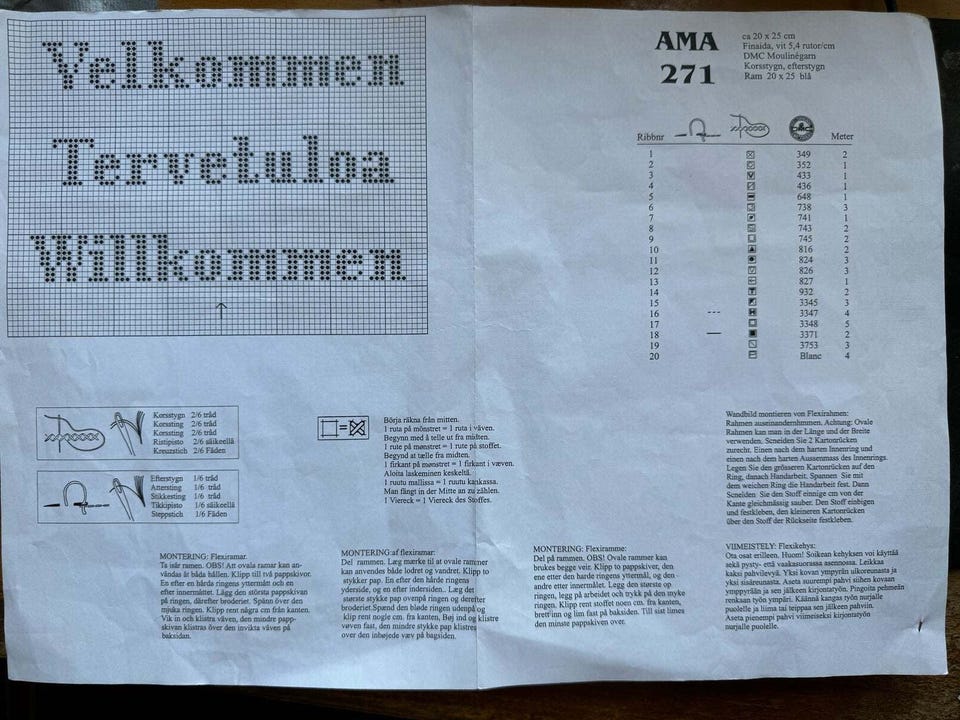 Velkommen
Tervetuloa
Willkommen
AMA
271
ca 20 x 25 cm
Finaida, vit 5,4 rutor/cm
DMC Moulinégarn
Korsstygn, efterstygn
Ram 20 x 25 blå
Ribbnr DMC Meter
1 349 2
2 352 1
3 433 1
4 436 1
5 648 1
6 738 3
7 741 1
8 743 2
9 745 2
10 816 2
11 824 3
12 826 3
13 827 1
14 932 2
15 3345 3
16 3347 4
17 3348 5
18 3371 2
19 3753 3
20 Blanc 4
Korsstygn 2/6 tråd
Korssting 2/6 tråd
Korssting 2/6 tråd
Ristipisto 2/6 säikeellä
Kreuzstich 2/6 Fäden
Efterstygn 1/6 tråd
Attersting 1/6 tråd
Stikkesting 1/6 tråd
Tikkipisto 1/6 säikeellä
Steppstich 1/6 Fäden
Börja räkna från mitten.
1 ruta på mönstret = 1 ruta i väven.
Begynn med å telle ut fra midten.
1 rute på mønstret = 1 rute på stoffet.
Begynd at tælle fra midten.
1 firkant på mønstret = 1 firkant i væven.
Aloita laskeminen keskeltä.
1 ruutu mallissa = 1 ruutu kankassa.
Man fängt in der Mitte an zu zählen.
1 Viereck = 1 Viereck des Stoffes.
Wandbild montieren von Flexirahmen:
Rahmen auseinandernhmmen. Achtung: Ovale
Rahmen kann man in der Länge und der Breite
verwenden. Scneiden Sie 2 Kartonrücken
zurecht. Einen nach dem harten Innenring und
einen nach dem harten Aussenmass des Innenrings.
Legen Sie den grösseren Kartonrücken auf den
Ring, danach Handarbeit. Spannen Sie mit
dem weichen Ring die Handarbeit fest. Dann
Scnelden Sie den Stoff einnige cm von der
Kante gleichmässig sauber. Den Stoff einbigen
und festkleben, den kleineren Kartonrücken
über den Stoff der Rückseite festkleben.
MONTERING: Flexiramar.
Ta isär ramen. OBS! Att ovala ramar kan an-
vändas åt båda hållen. Klipp till två pappskivor.
En efter en hårde ringens yttermått och en
efter innermåttet. Lägg den största pappskivan
på ringen, därefter broderiet. Spänn över den
mjuka ringen. Klipp rent några cm från kanten.
Vik in och klistra väven, den mindre papp-
skivan klistras över den invikta väven på
baksidan.
MONTERING af flexiramar:
Del rammen. Læg mærke til at ovale rammer
kan anvendes både lodret og vandret. Klipp to
stykker pap. En efter den hårde ringens
yderside, og en efter indersiden.. Læg det
største stykke pap ovenpå ringen og derefter
broderiet.Spænd den bløde ringen udenpå og
klip rent nogle cm. fra kanten, Bøj ind og klistre
vøven fast, den mindre stykke pap klistres
over den inbøjede væv på bagsiden.
MONTERING: Flexiramme:
Del på rammen. OBS! Ovale rammer kan
brukes begge veir. Klipp to pappskiver, den
ene etter den harde ringens yttermål, og den
andre etter innermålet. Legg den største op
ringen, legg på arbeidet og trykk på den myke
ringen. Klipp rent stoffet noen cm. fra kanten,
brett inn og lim fast på baksiden. Till sist limes
den minste pappskiven over.
VIIMEISTELY: Flexikehys:
Ota osat erilleen. Huom! Soikean kehyksen voi käyttää
sekä pysty- että vaakasuorassa asennossa. Leikkaa
kaksi pahvilevyä. Yksi kovan ympyrän ulkoreunasta ja
yksi sisäreunasta. Aseta suurempi pahvi siihen kovaan
ympyrään ja sen jälkeen kirjontatyön. Pingoita pehmeän
renkaan työn ympäri. Käännä kangas työn nurjalle
puolelle ja liima tai teippaa sen jälkeen pahviin.
Aseta pienempi pahvi viimeiseksi kirjontatyön
nurjalle puolelle.